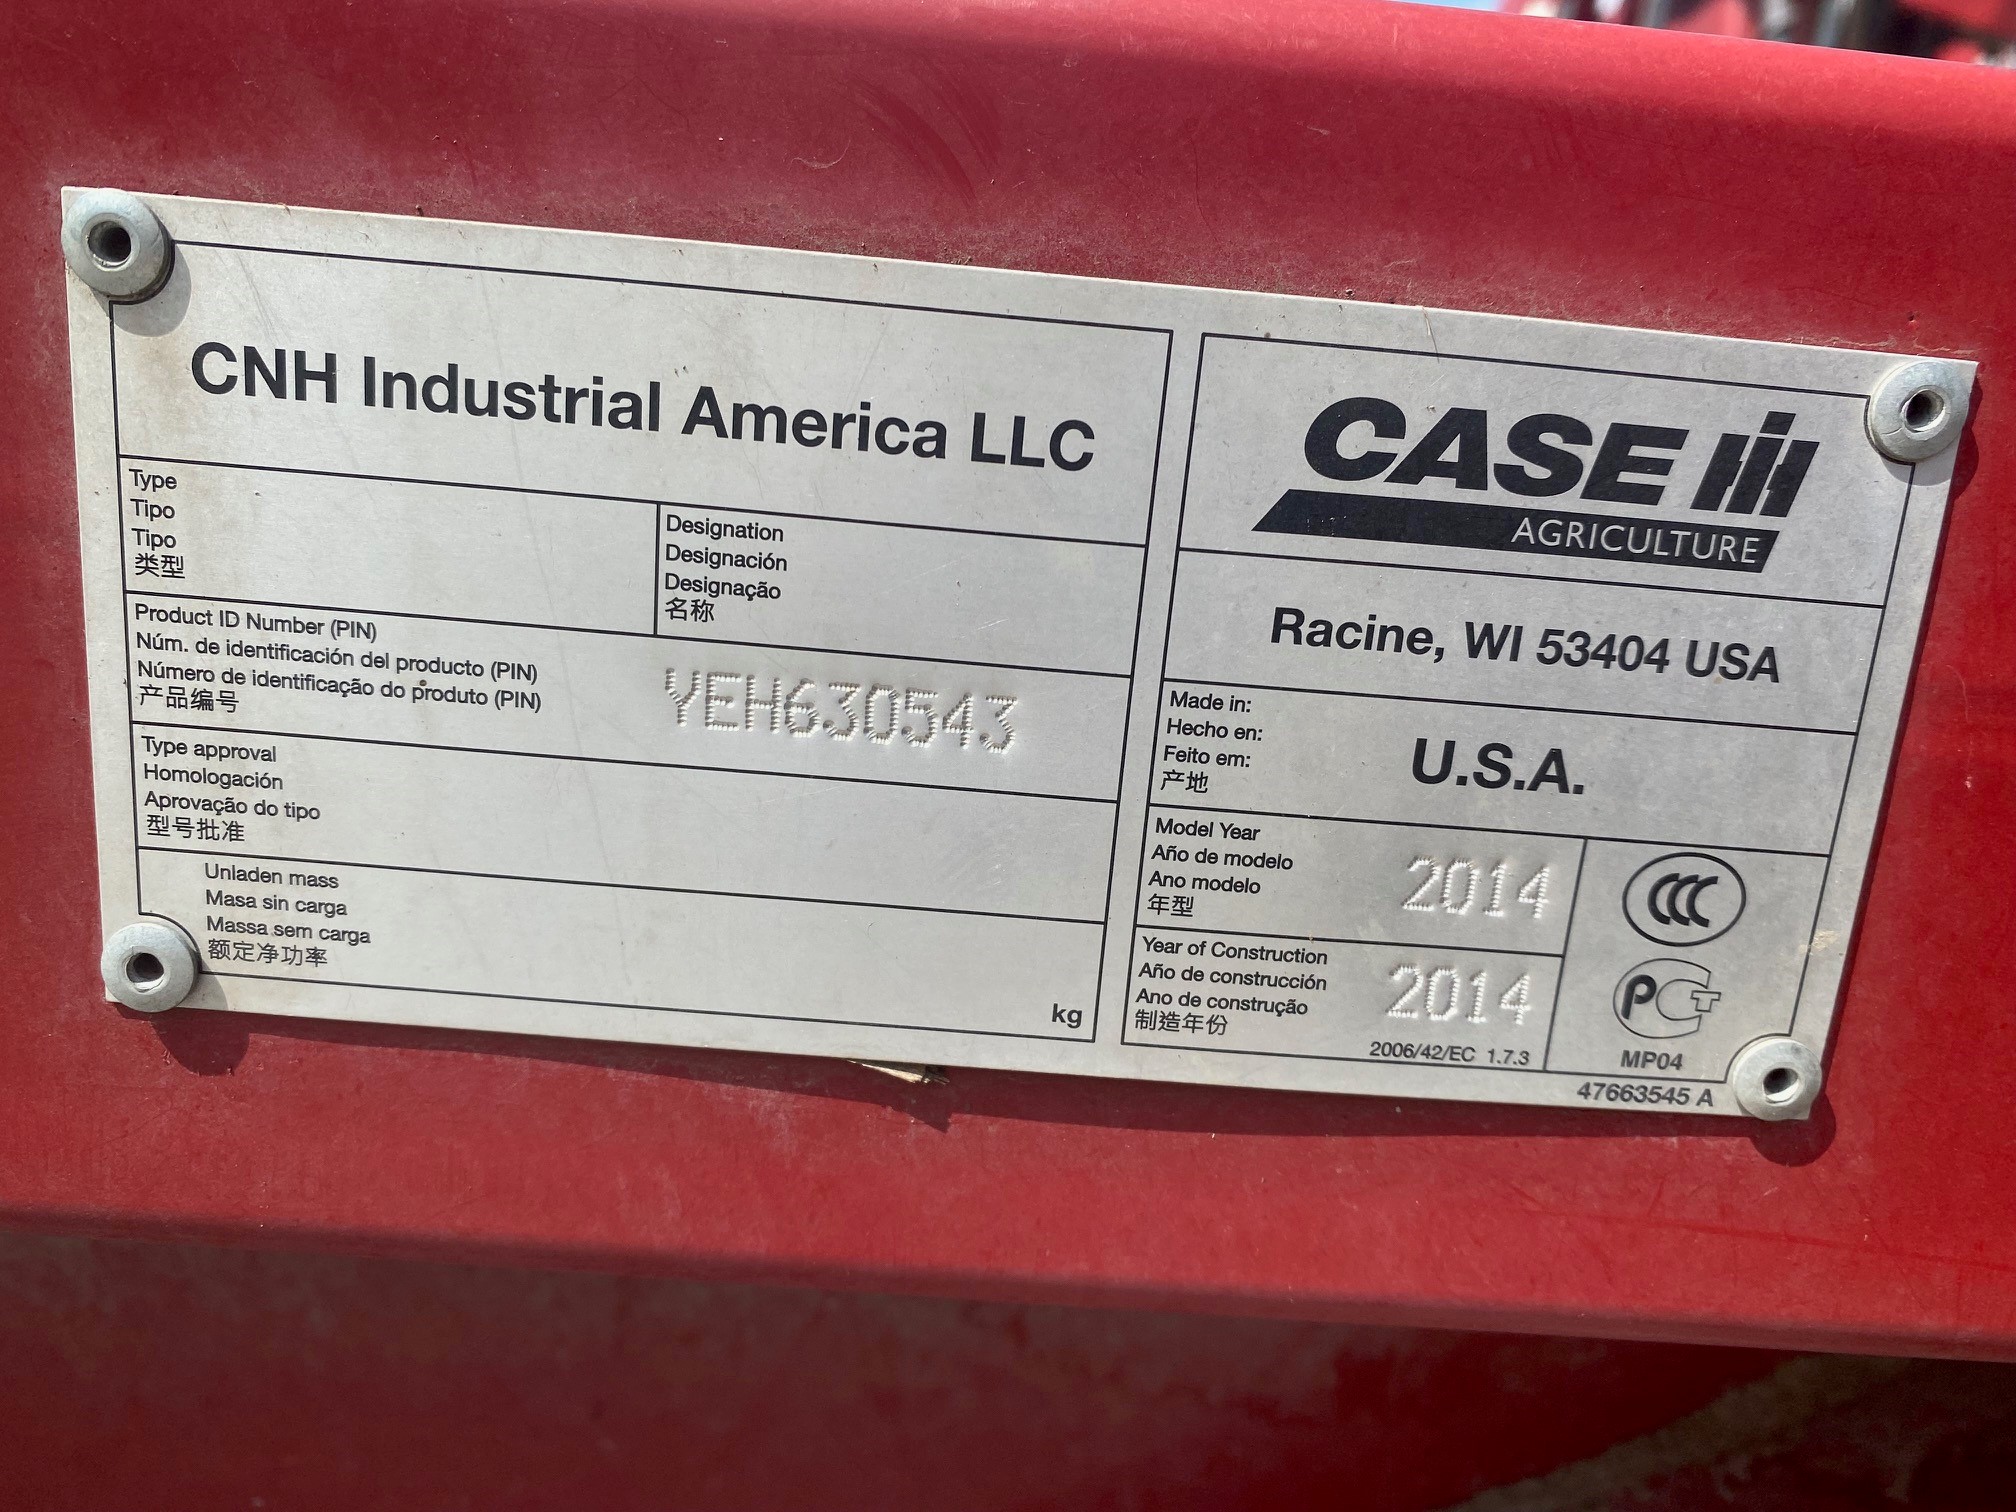 CNH Industrial America LLC
Type
Tipo
Tipo
类型
Designation
Designación
Designação
名称
Product ID Number (PIN)
Núm. de identificación del producto (PIN)
Número de identificação do produto (PIN)
产品编号
YEH630543
Type approval
Homologación
Aprovação do tipo
型号批准
Unladen mass
Masa sin carga
Massa sem carga
额定净功率
kg
CASE IH
AGRICULTURE
Racine, WI 53404 USA
Made in:
Hecho en:
Feito em:
产地
U.S.A.
Model Year
Año de modelo
Ano modelo
年型
2014
Year of Construction
Año de construcción
Ano de construção
制造年份
2014
2006/42/EC 1.7.3
CCC
PCT
MP04
47663545 A